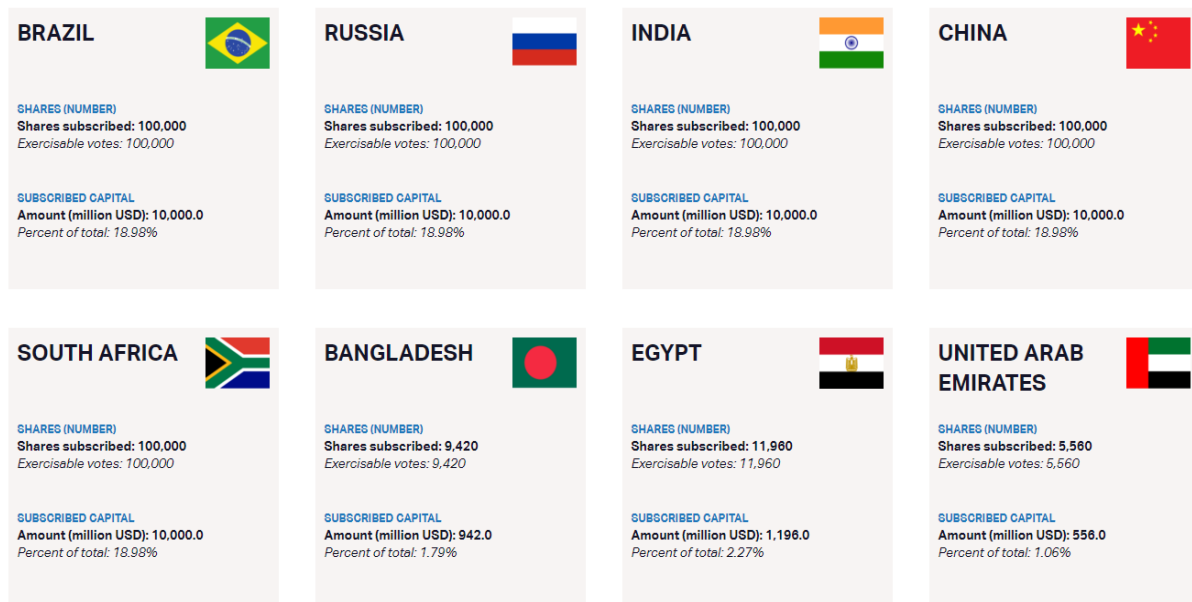 BRAZIL
SHARES (NUMBER)
Shares subscribed: 100,000
Exercisable votes: 100,000
SUBSCRIBED CAPITAL
Amount (million USD): 10,000.0
Percent of total: 18.98%
RUSSIA
SHARES (NUMBER)
Shares subscribed: 100,000
Exercisable votes: 100,000
SUBSCRIBED CAPITAL
Amount (million USD): 10,000.0
Percent of total: 18.98%
INDIA
SHARES (NUMBER)
Shares subscribed: 100,000
Exercisable votes: 100,000
SUBSCRIBED CAPITAL
Amount (million USD): 10,000.0
Percent of total: 18.98%
CHINA
SHARES (NUMBER)
Shares subscribed: 100,000
Exercisable votes: 100,000
SUBSCRIBED CAPITAL
Amount (million USD): 10,000.0
Percent of total: 18.98%
SOUTH AFRICA
SHARES (NUMBER)
Shares subscribed: 100,000
Exercisable votes: 100,000
SUBSCRIBED CAPITAL
Amount (million USD): 10,000.0
Percent of total: 18.98%
BANGLADESH
SHARES (NUMBER)
Shares subscribed: 9,420
Exercisable votes: 9,420
SUBSCRIBED CAPITAL
Amount (million USD): 942.0
Percent of total: 1.79%
EGYPT
SHARES (NUMBER)
Shares subscribed: 11,960
Exercisable votes: 11,960
SUBSCRIBED CAPITAL
Amount (million USD): 1,196.0
Percent of total: 2.27%
UNITED ARAB
EMIRATES
SHARES (NUMBER)
Shares subscribed: 5,560
Exercisable votes: 5,560
SUBSCRIBED CAPITAL
Amount (million USD): 556.0
Percent of total: 1.06%